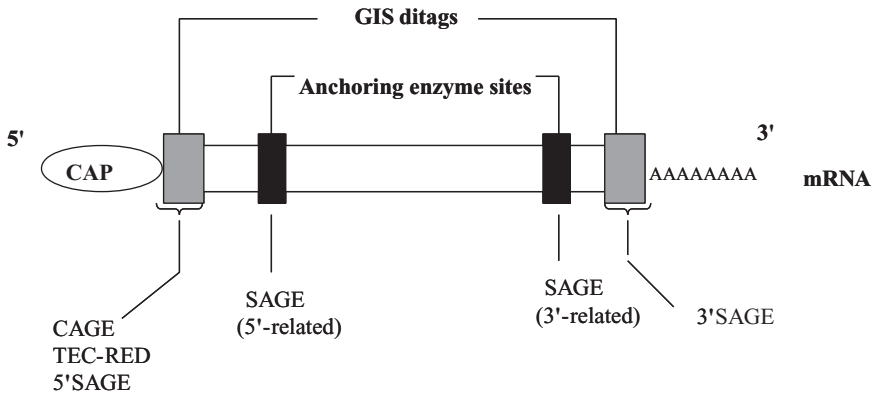 GIS ditags
Anchoring enzyme sites
5' 3'
CAP AAAAAAAA mRNA
SAGE
(5'-related)
SAGE
(3'-related)
3'SAGE
CAGE
TEC-RED
5'SAGE